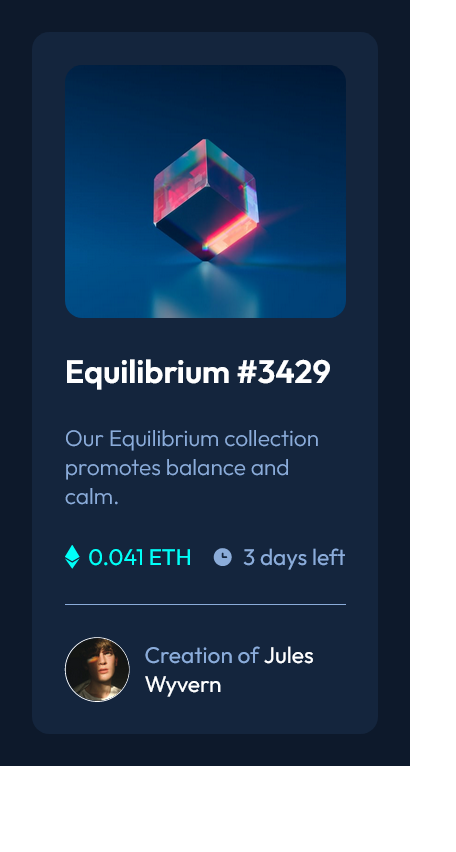 Equilibrium #3429
Our Equilibrium collection
promotes balance and
calm.
0.041 ETH 3 days left
Creation of Jules
Wyvern